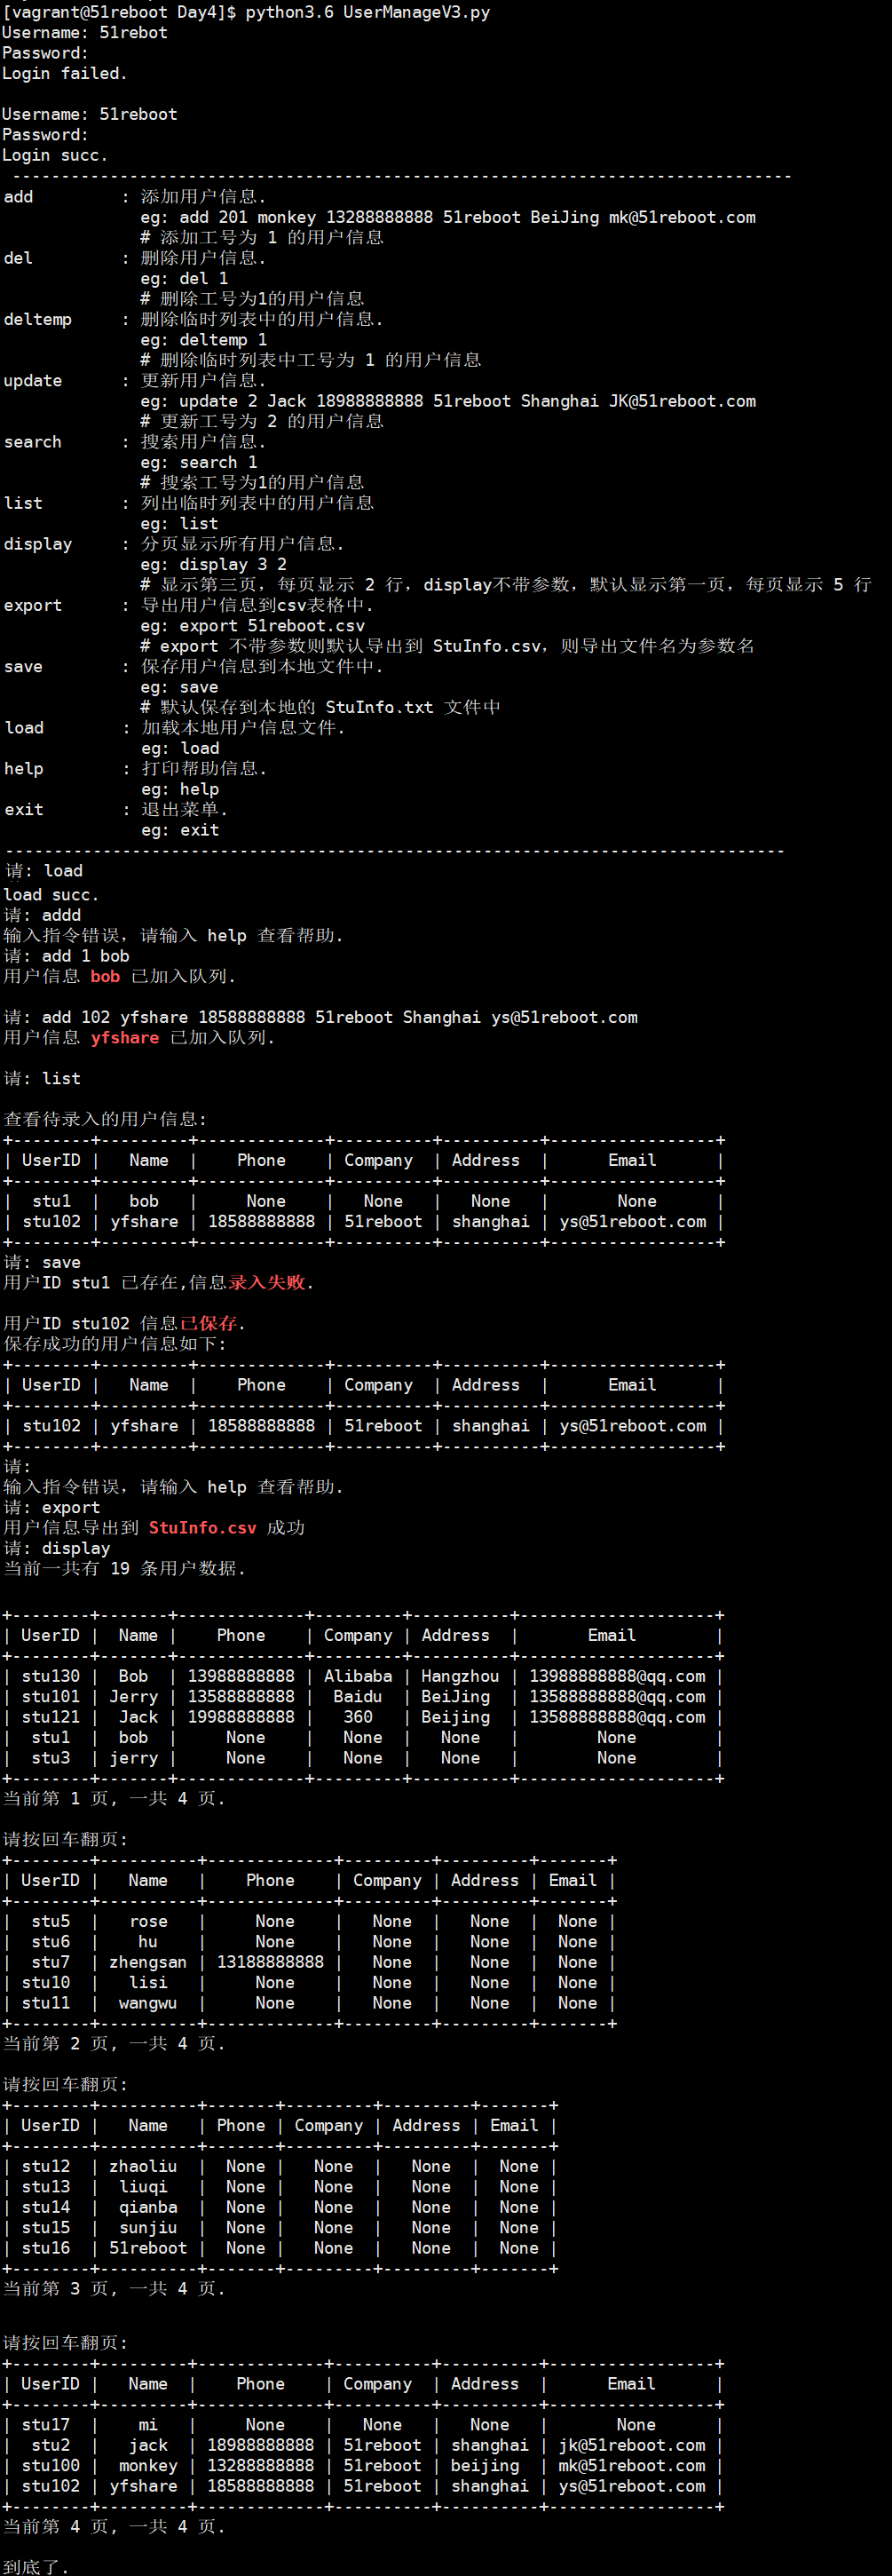 [vagrant@51reboot Day4]$ python3.6 UserManageV3.py
Username: 51rebot
Password:
Login failed.
Username: 51reboot
Password:
Login succ.
--------------------------------------------------------------------------------
add         : 添加用户信息.
              eg: add 201 monkey 13288888888 51reboot BeiJing mk@51reboot.com
              # 添加工号为 1 的用户信息
del         : 删除用户信息.
              eg: del 1
              # 删除工号为1的用户信息
deltemp     : 删除临时列表中的用户信息.
              eg: deltemp 1
              # 删除临时列表中工号为 1 的用户信息
update      : 更新用户信息.
              eg: update 2 Jack 18988888888 51reboot Shanghai JK@51reboot.com
              # 更新工号为 2 的用户信息
search      : 搜索用户信息.
              eg: search 1
              # 搜索工号为1的用户信息
list        : 列出临时列表中的用户信息
              eg: list
display     : 分页显示所有用户信息.
              eg: display 3 2
              # 显示第三页，每页显示 2 行，display不带参数，默认显示第一页，每页显示 5 行
export      : 导出用户信息到csv表格中.
              eg: export 51reboot.csv
              # export 不带参数则默认导出到 StuInfo.csv，则导出文件名为参数名
save        : 保存用户信息到本地文件中.
              eg: save
              # 默认保存到本地的 StuInfo.txt 文件中
load        : 加载本地用户信息文件.
              eg: load
help        : 打印帮助信息.
              eg: help
exit        : 退出菜单.
              eg: exit
--------------------------------------------------------------------------------
请: load
load succ.
请: addd
输入指令错误，请输入 help 查看帮助.
请: add 1 bob
用户信息 bob 已加入队列.
请: add 102 yfshare 18588888888 51reboot Shanghai ys@51reboot.com
用户信息 yfshare 已加入队列.
请: list
查看待录入的用户信息:
+--------+---------+-------------+----------+----------+-----------------+
| UserID |   Name  |    Phone    | Company  | Address  |      Email      |
+--------+---------+-------------+----------+----------+-----------------+
|  stu1  |   bob   |     None    |   None   |   None   |       None      |
| stu102 | yfshare | 18588888888 | 51reboot | shanghai | ys@51reboot.com |
+--------+---------+-------------+----------+----------+-----------------+
请: save
用户ID stu1 已存在,信息录入失败.
用户ID stu102 信息已保存.
保存成功的用户信息如下:
+--------+---------+-------------+----------+----------+-----------------+
| UserID |   Name  |    Phone    | Company  | Address  |      Email      |
+--------+---------+-------------+----------+----------+-----------------+
| stu102 | yfshare | 18588888888 | 51reboot | shanghai | ys@51reboot.com |
+--------+---------+-------------+----------+----------+-----------------+
请:
输入指令错误，请输入 help 查看帮助.
请: export
用户信息导出到 StuInfo.csv 成功
请: display
当前一共有 19 条用户数据.
+--------+-------+-------------+---------+----------+--------------------+
| UserID |  Name |    Phone    | Company | Address  |       Email        |
+--------+-------+-------------+---------+----------+--------------------+
| stu130 |  Bob  | 13988888888 | Alibaba | Hangzhou | 13988888888@qq.com |
| stu101 | Jerry | 13588888888 |  Baidu  | BeiJing  | 13588888888@qq.com |
| stu121 |  Jack | 19988888888 |   360   | Beijing  | 13588888888@qq.com |
|  stu1  |  bob  |     None    |   None  |   None   |        None        |
|  stu3  | jerry |     None    |   None  |   None   |        None        |
+--------+-------+-------------+---------+----------+--------------------+
当前第 1 页, 一共 4 页.
请按回车翻页:
+--------+----------+-------------+---------+---------+-------+
| UserID |   Name   |    Phone    | Company | Address | Email |
+--------+----------+-------------+---------+---------+-------+
|  stu5  |   rose   |     None    |   None  |   None  |  None |
|  stu6  |    hu    |     None    |   None  |   None  |  None |
|  stu7  | zhengsan | 13188888888 |   None  |   None  |  None |
| stu10  |   lisi   |     None    |   None  |   None  |  None |
| stu11  |  wangwu  |     None    |   None  |   None  |  None |
+--------+----------+-------------+---------+---------+-------+
当前第 2 页, 一共 4 页.
请按回车翻页:
+--------+----------+-------+---------+---------+-------+
| UserID |   Name   | Phone | Company | Address | Email |
+--------+----------+-------+---------+---------+-------+
| stu12  | zhaoliu  |  None |   None  |   None  |  None |
| stu13  |  liuqi   |  None |   None  |   None  |  None |
| stu14  |  qianba  |  None |   None  |   None  |  None |
| stu15  |  sunjiu  |  None |   None  |   None  |  None |
| stu16  | 51reboot |  None |   None  |   None  |  None |
+--------+----------+-------+---------+---------+-------+
当前第 3 页, 一共 4 页.
请按回车翻页:
+--------+---------+-------------+----------+----------+-----------------+
| UserID |   Name  |    Phone    | Company  | Address  |      Email      |
+--------+---------+-------------+----------+----------+-----------------+
| stu17  |    mi   |     None    |   None   |   None   |       None      |
|  stu2  |   jack  | 18988888888 | 51reboot | shanghai | jk@51reboot.com |
| stu100 |  monkey | 13288888888 | 51reboot | beijing  | mk@51reboot.com |
| stu102 | yfshare | 18588888888 | 51reboot | shanghai | ys@51reboot.com |
+--------+---------+-------------+----------+----------+-----------------+
当前第 4 页, 一共 4 页.
到底了.